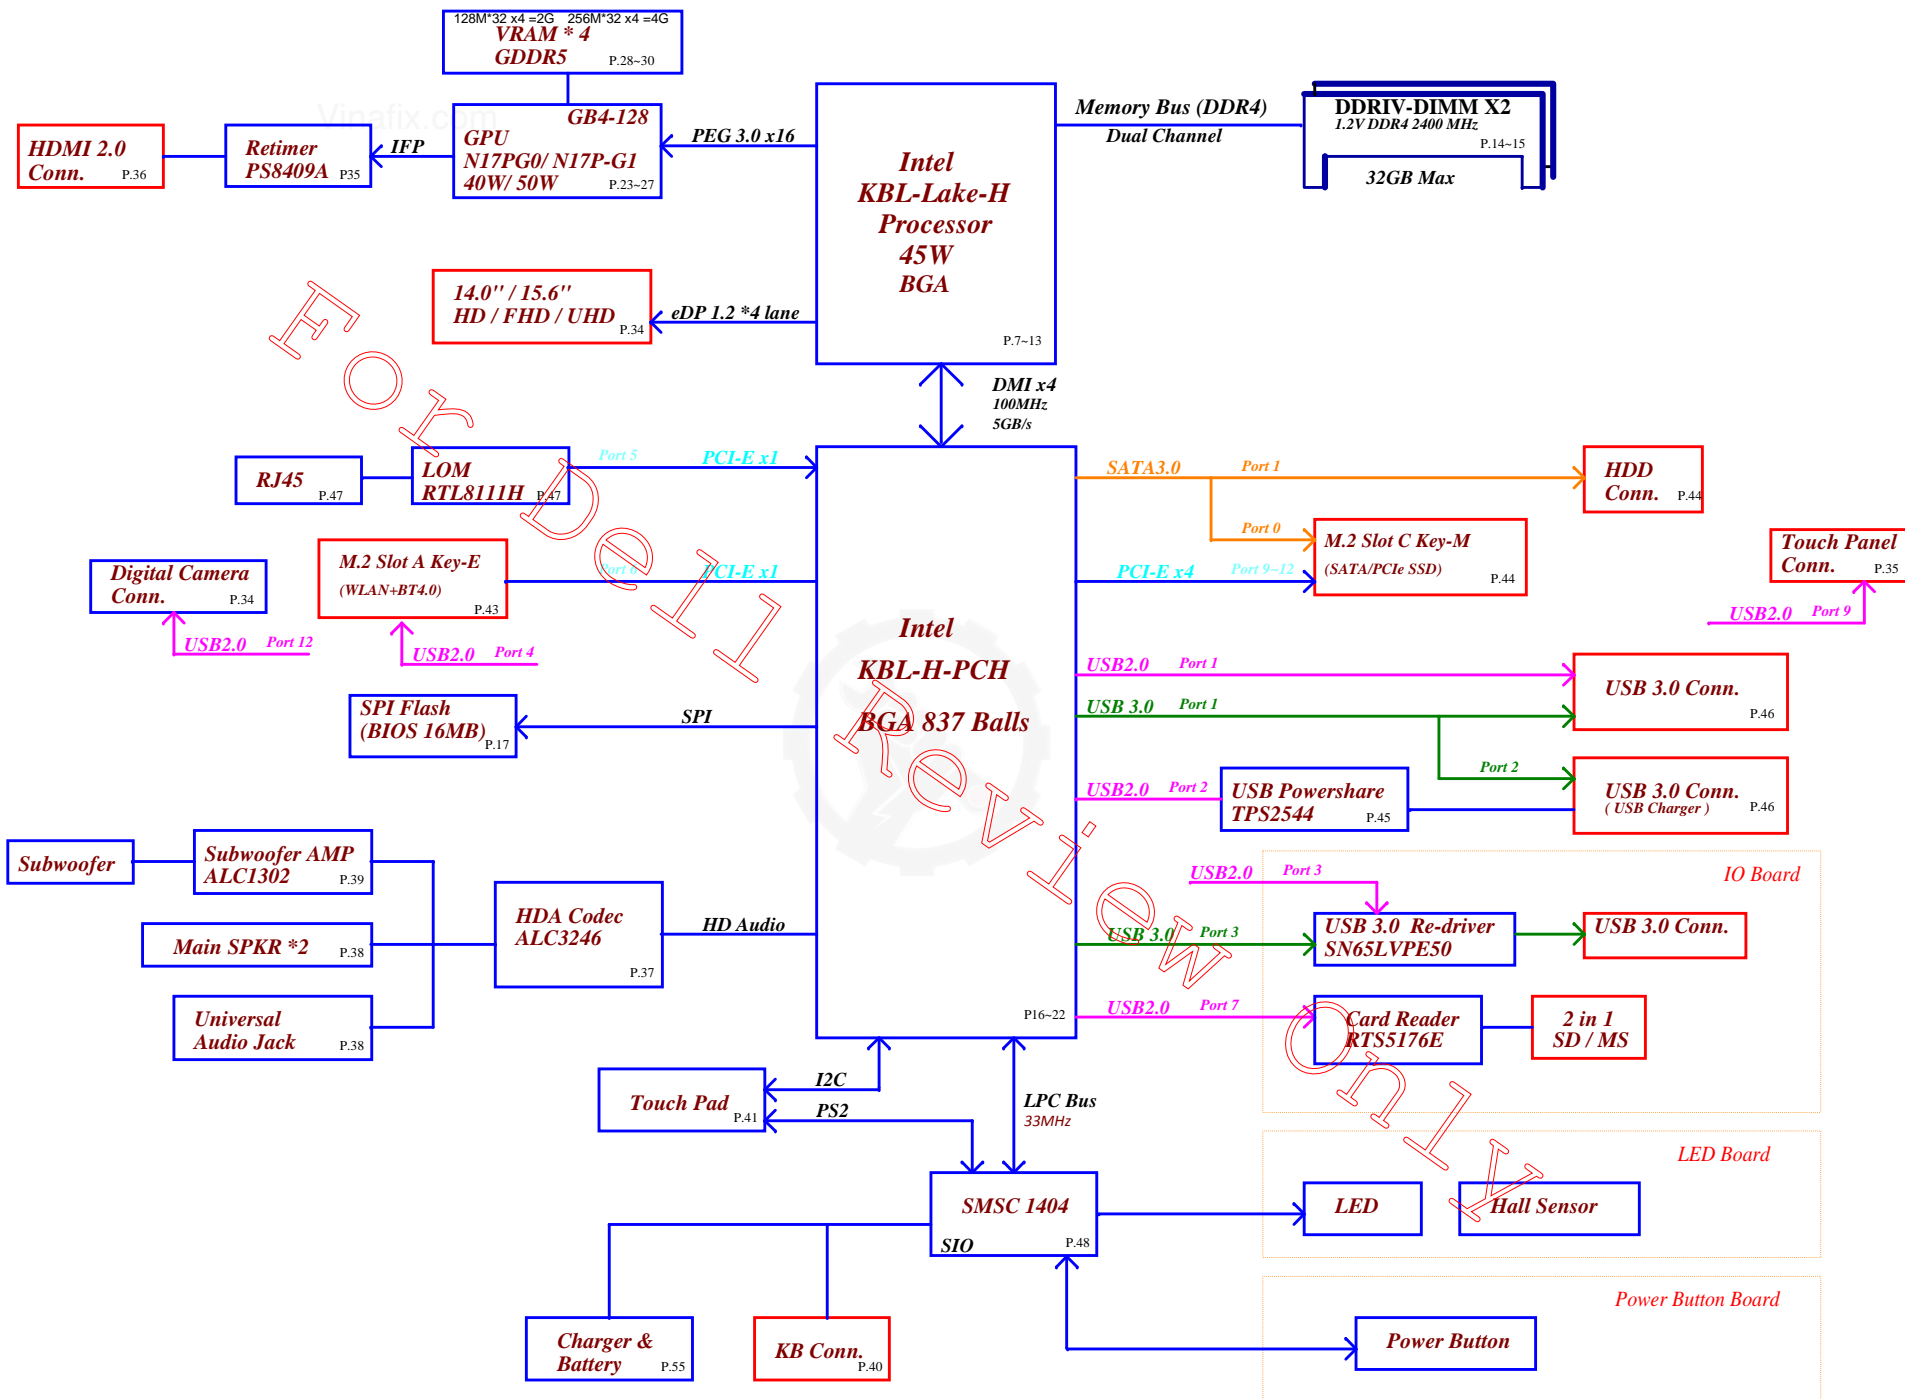 128M*32 x4 =2G 256M*32 x4 =4G
VRAM * 4
GDDR5
P.28~30
Vinafix.com
GB4-128
GPU
N17PG0/ N17P-G1
40W/ 50W
P.23~27
HDMI 2.0
Conn.
P.36
Retimer
PS8409A
P35
IFP
PEG 3.0 x16
Intel
KBL-Lake-H
Processor
45W
BGA
P.7~13
Memory Bus (DDR4)
Dual Channel
DDRIV-DIMM X2
1.2V DDR4 2400 MHz
P.14~15
32GB Max
14.0'' / 15.6''
HD / FHD / UHD
P.34
eDP 1.2 *4 lane
DMI x4
100MHz
5GB/s
RJ45
P.47
LOM
RTL8111H
P.47
Port 5
PCI-E x1
SATA3.0
Port 1
HDD
Conn.
P.44
Port 0
M.2 Slot C Key-M
(SATA/PCIe SSD)
P.44
PCI-E x4
Port 9~12
Touch Panel
Conn.
P.35
USB2.0
Port 9
Digital Camera
Conn.
P.34
USB2.0
Port 12
M.2 Slot A Key-E
(WLAN+BT4.0)
P.43
Port 6
PCI-E x1
USB2.0
Port 4
Intel
KBL-H-PCH
BGA 837 Balls
P16~22
SPI Flash
(BIOS 16MB)
P.17
SPI
USB2.0
Port 1
USB 3.0
Port 1
USB 3.0 Conn.
P.46
Port 2
USB 3.0 Conn.
( USB Charger )
P.46
USB2.0
Port 2
USB Powershare
TPS2544
P.45
Subwoofer
Subwoofer AMP
ALC1302
P.39
Main SPKR *2
P.38
Universal
Audio Jack
P.38
HDA Codec
ALC3246
P.37
HD Audio
IO Board
USB2.0
Port 3
USB 3.0
Port 3
USB 3.0 Re-driver
SN65LVPE50
USB 3.0 Conn.
USB2.0
Port 7
Card Reader
RTS5176E
2 in 1
SD / MS
Touch Pad
P.41
I2C
PS2
LPC Bus
33MHz
SMSC 1404
SIO
P.48
LED Board
LED
Hall Sensor
Power Button Board
Power Button
Charger &
Battery
P.55
KB Conn.
P.40
For Dell Review Only